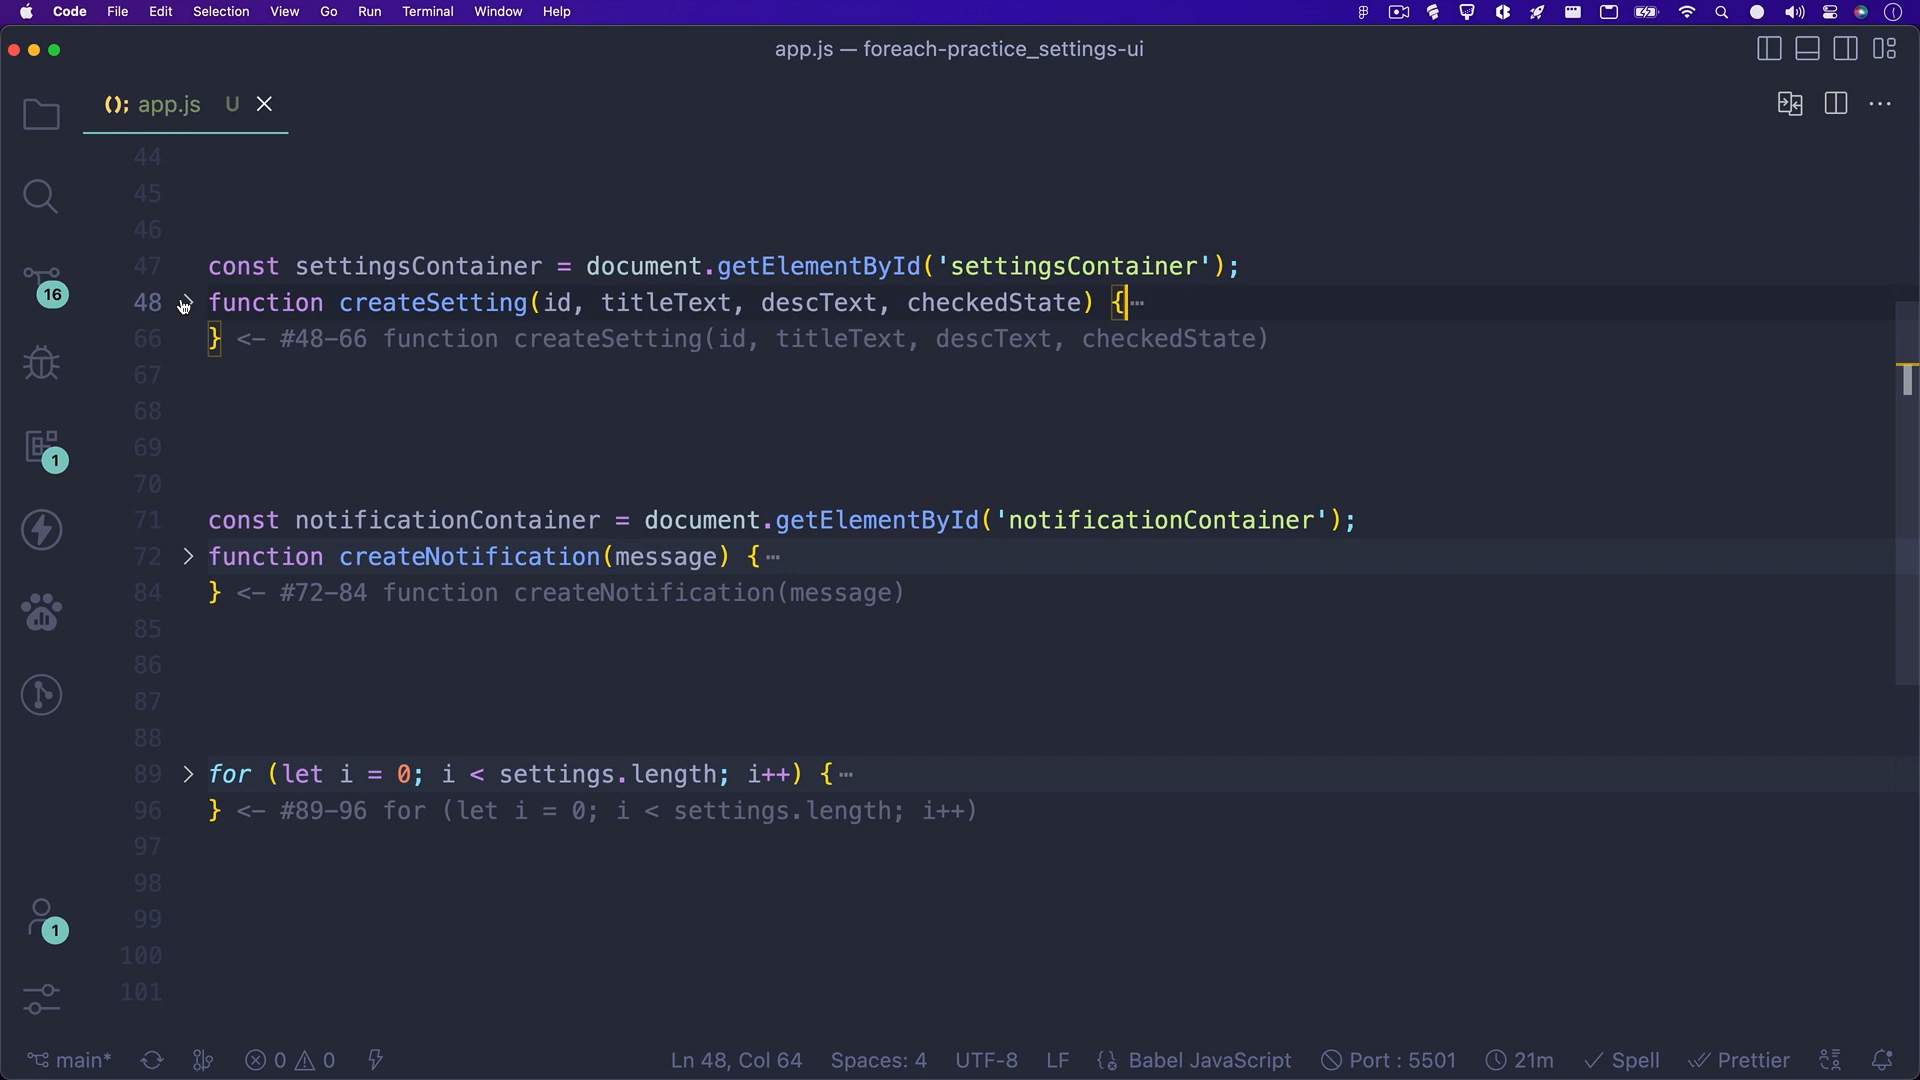 Code File Edit Selection View Go Run Terminal Window Help
app.js — foreach-practice_settings-ui
(); app.js U
44
45
46
47 const settingsContainer = document.getElementById('settingsContainer');
48 function createSetting(id, titleText, descText, checkedState) {…
66 } <- #48-66 function createSetting(id, titleText, descText, checkedState)
67
68
69
70
71 const notificationContainer = document.getElementById('notificationContainer');
72 function createNotification(message) {…
84 } <- #72-84 function createNotification(message)
85
86
87
88
89 for (let i = 0; i < settings.length; i++) {…
96 } <- #89-96 for (let i = 0; i < settings.length; i++)
97
98
99
100
101
16
1
1
main* 0 0 Ln 48, Col 64 Spaces: 4 UTF-8 LF Babel JavaScript Port : 5501 21m Spell Prettier